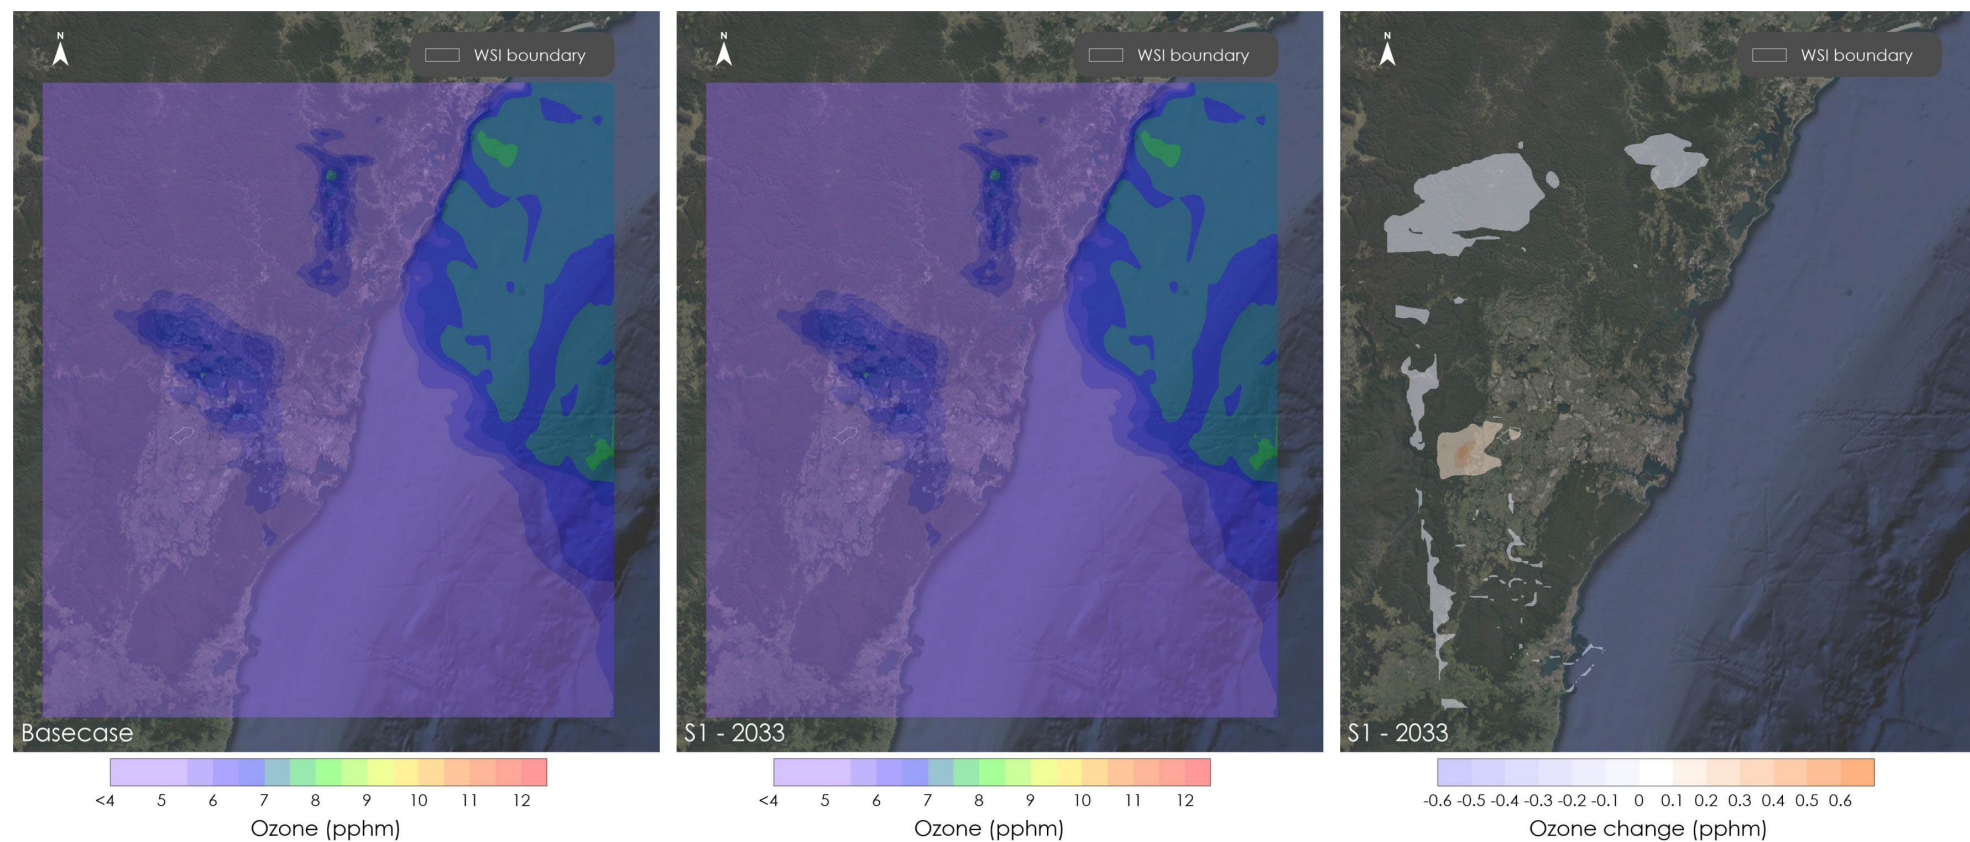 N
WSI boundary
Basecase
<4 5 6 7 8 9 10 11 12
Ozone (pphm)
N
WSI boundary
S1 - 2033
<4 5 6 7 8 9 10 11 12
Ozone (pphm)
N
WSI boundary
S1 - 2033
-0.6 -0.5 -0.4 -0.3 -0.2 -0.1 0 0.1 0.2 0.3 0.4 0.5 0.6
Ozone change (pphm)